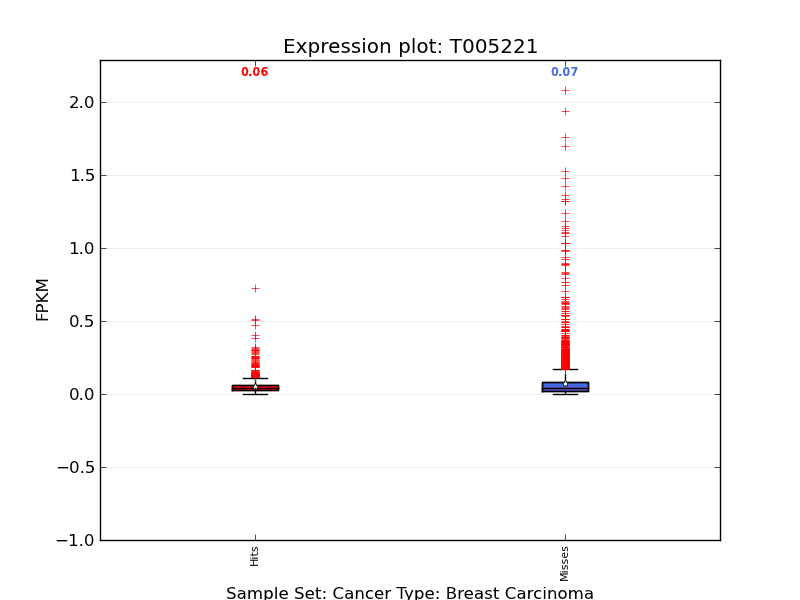 Expression plot: T005221
0.06
0.07
2.0
1.5
1.0
0.5
0.0
−0.5
−1.0
FPKM
Hits
Misses
Sample Set: Cancer Type: Breast Carcinoma